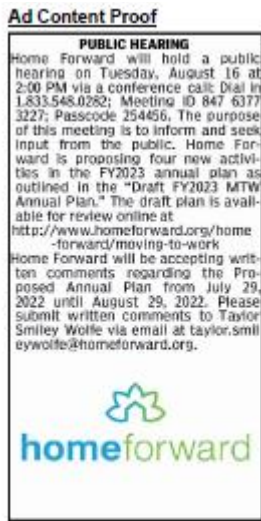 Ad Content Proof
PUBLIC HEARING
Home Forward will hold a public
hearing on Tuesday, August 16 at
2:00 PM via a conference call: Dial in
1.833.548.0282; Meeting ID 847 6377
3227; Passcode 254456. The purpose
of this meeting is to inform and seek
input from the public. Home For-
ward is proposing four new activi-
ties in the FY2023 annual plan as
outlined in the "Draft FY2023 MTW
Annual Plan." The draft plan is avail-
able for review online at
http://www.homeforward.org/home
-forward/moving-to-work
Home Forward will be accepting writ-
ten comments regarding the Pro-
posed Annual Plan from July 29,
2022 until August 29, 2022. Please
submit written comments to Taylor
Smiley Wolfe via email at taylor.smil
eywolfe@homeforward.org.
homeforward